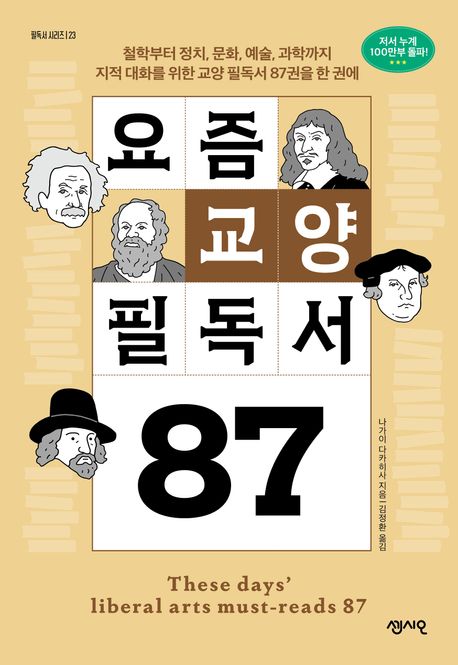 필독서 시리즈 | 23
저서 누계
100만부 돌파!
★★★
철학부터 정치, 문화, 예술, 과학까지
지적 대화를 위한 교양 필독서 87권을 한 권에
요즘
교양
필독서
87
나가이 다카히사 지음 | 김정환 옮김
These days'
liberal arts must-reads 87
센시오